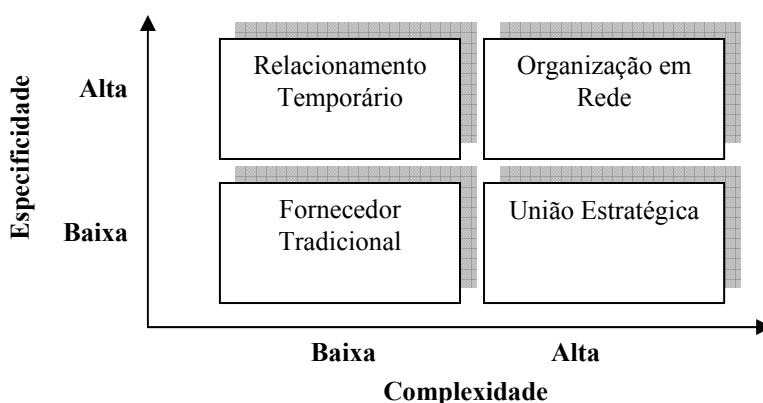 Especificidade
Alta
Relacionamento
Temporário
Organização em
Rede
Baixa
Fornecedor
Tradicional
União Estratégica
Baixa
Alta
Complexidade